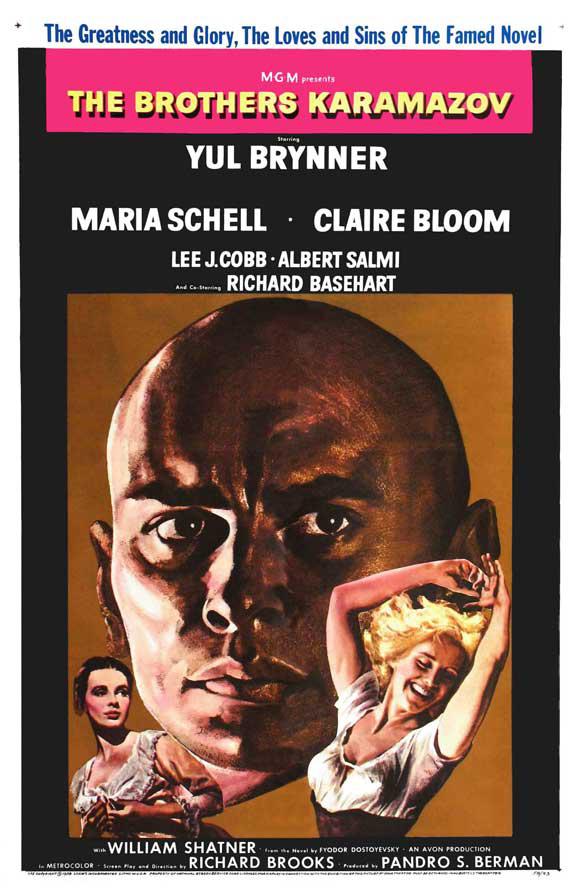 The Greatness and Glory, The Loves and Sins of The Famed Novel
M-G-M presents
THE BROTHERS KARAMAZOV
Starring
YUL BRYNNER
MARIA SCHELL · CLAIRE BLOOM
LEE J. COBB · ALBERT SALMI
And Co-Starring RICHARD BASEHART
With WILLIAM SHATNER · From the Novel by FYODOR DOSTOYEVSKY · AN AVON PRODUCTION
In METROCOLOR · Screen Play and Direction by RICHARD BROOKS · Produced by PANDRO S. BERMAN